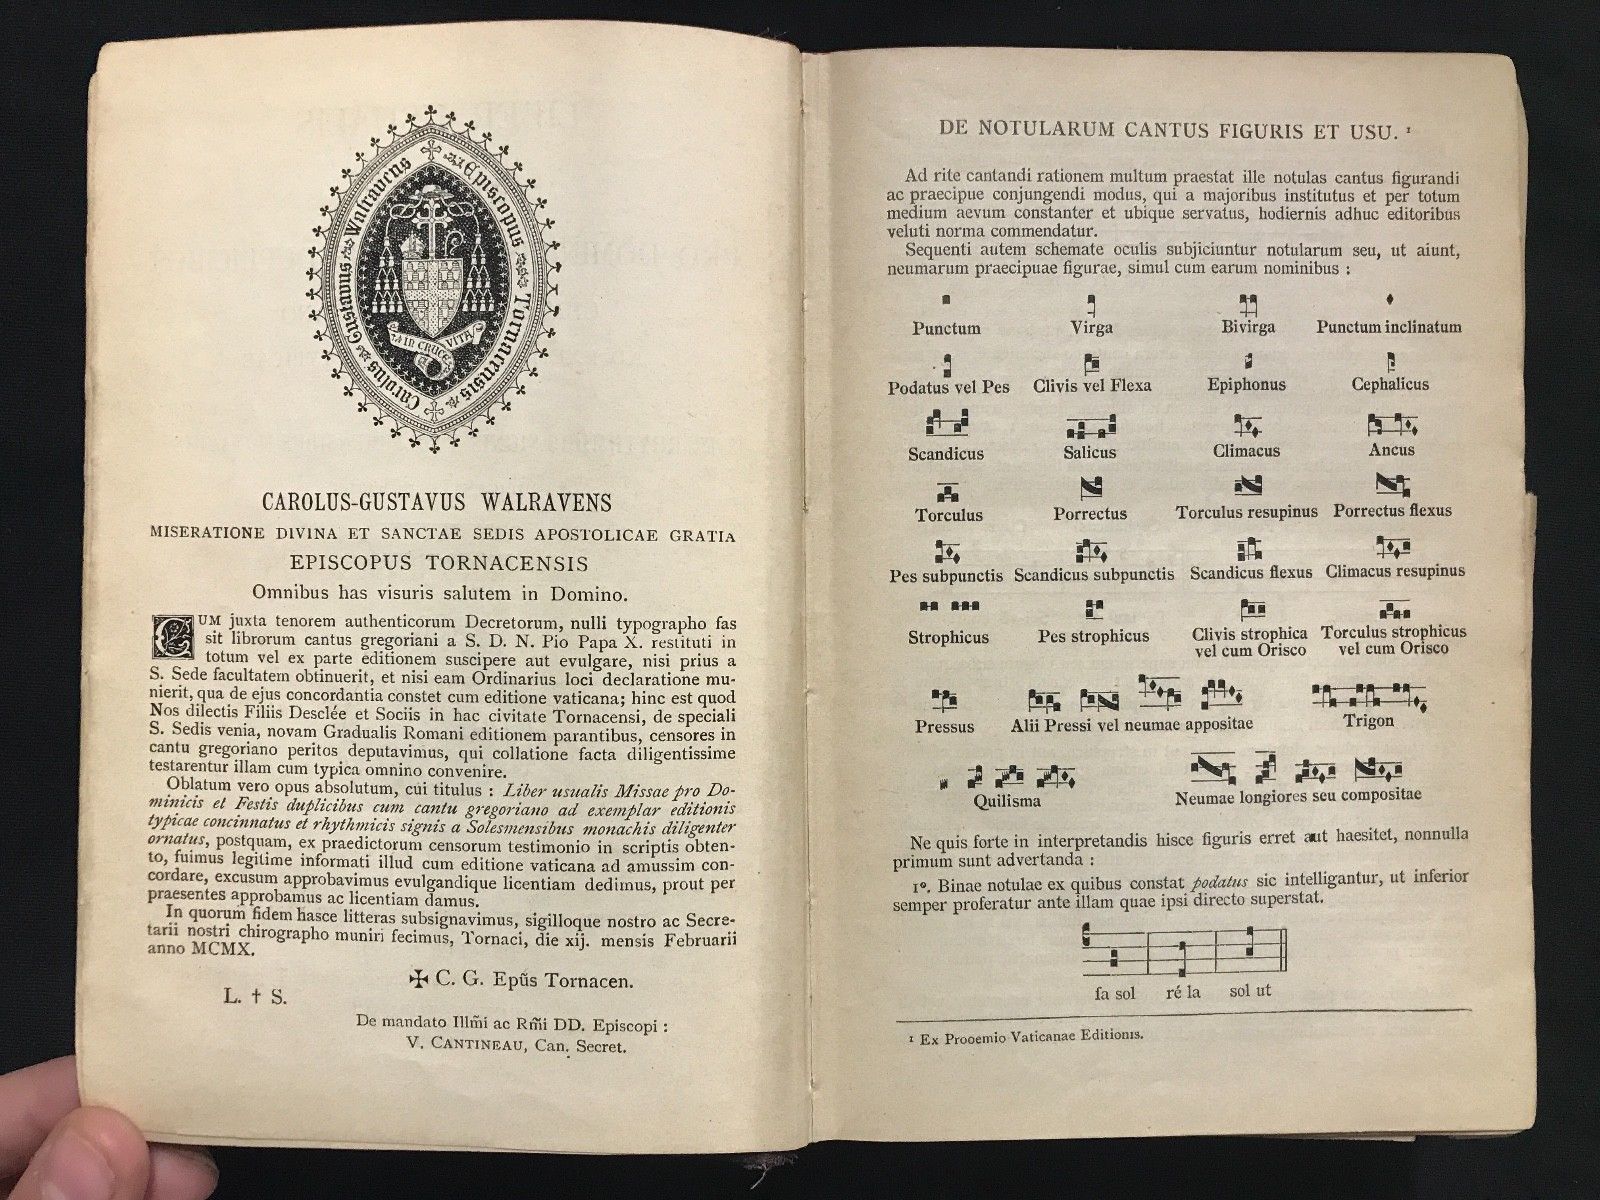 Carolus ❧ Gustavus ❧ Walravens
Episcopus ❧ Tornacensis
IN CRUCE VITA
CAROLUS-GUSTAVUS WALRAVENS
MISERATIONE DIVINA ET SANCTAE SEDIS APOSTOLICAE GRATIA
EPISCOPUS TORNACENSIS
Omnibus has visuris salutem in Domino.
CUM juxta tenorem authenticorum Decretorum, nulli typographo fas
sit librorum cantus gregoriani a S. D. N. Pio Papa X. restituti in
totum vel ex parte editionem suscipere aut evulgare, nisi prius a
S. Sede facultatem obtinuerit, et nisi eam Ordinarius loci declaratione mu-
nierit, qua de ejus concordantia constet cum editione vaticana; hinc est quod
Nos dilectis Filiis Desclée et Sociis in hac civitate Tornacensi, de speciali
S. Sedis venia, novam Gradualis Romani editionem parantibus, censores in
cantu gregoriano peritos deputavimus, qui collatione facta diligentissime
testarentur illam cum typica omnino convenire.
Oblatum vero opus absolutum, cui titulus : Liber usualis Missae pro Do-
minicis et Festis duplicibus cum cantu gregoriano ad exemplar editionis
typicae concinnatus et rhythmicis signis a Solesmensibus monachis diligenter
ornatus, postquam, ex praedictorum censorum testimonio in scriptis obten-
to, fuimus legitime informati illud cum editione vaticana ad amussim con-
cordare, excusum approbavimus evulgandique licentiam dedimus, prout per
praesentes approbamus ac licentiam damus.
In quorum fidem hasce litteras subsignavimus, sigilloque nostro ac Secre-
tarii nostri chirographo muniri fecimus, Tornaci, die xij. mensis Februarii
anno MCMX.
✠ C. G. Epũs Tornacen.
L. † S.
De mandato Illm̃i ac Rm̃i DD. Episcopi :
V. CANTINEAU, Can. Secret.
DE NOTULARUM CANTUS FIGURIS ET USU. ¹
Ad rite cantandi rationem multum praestat ille notulas cantus figurandi
ac praecipue conjungendi modus, qui a majoribus institutus et per totum
medium aevum constanter et ubique servatus, hodiernis adhuc editoribus
veluti norma commendatur.
Sequenti autem schemate oculis subjiciuntur notularum seu, ut aiunt,
neumarum praecipuae figurae, simul cum earum nominibus :
Punctum Virga Bivirga Punctum inclinatum
Podatus vel Pes Clivis vel Flexa Epiphonus Cephalicus
Scandicus Salicus Climacus Ancus
Torculus Porrectus Torculus resupinus Porrectus flexus
Pes subpunctis Scandicus subpunctis Scandicus flexus Climacus resupinus
Strophicus Pes strophicus Clivis strophica Torculus strophicus
vel cum Orisco vel cum Orisco
Pressus Alii Pressi vel neumae appositae Trigon
Quilisma Neumae longiores seu compositae
Ne quis forte in interpretandis hisce figuris erret aut haesitet, nonnulla
primum sunt advertanda :
1º. Binae notulae ex quibus constat podatus sic intelligantur, ut inferior
semper proferatur ante illam quae ipsi directo superstat.
fa sol ré la sol ut
¹ Ex Prooemio Vaticanae Editionis.